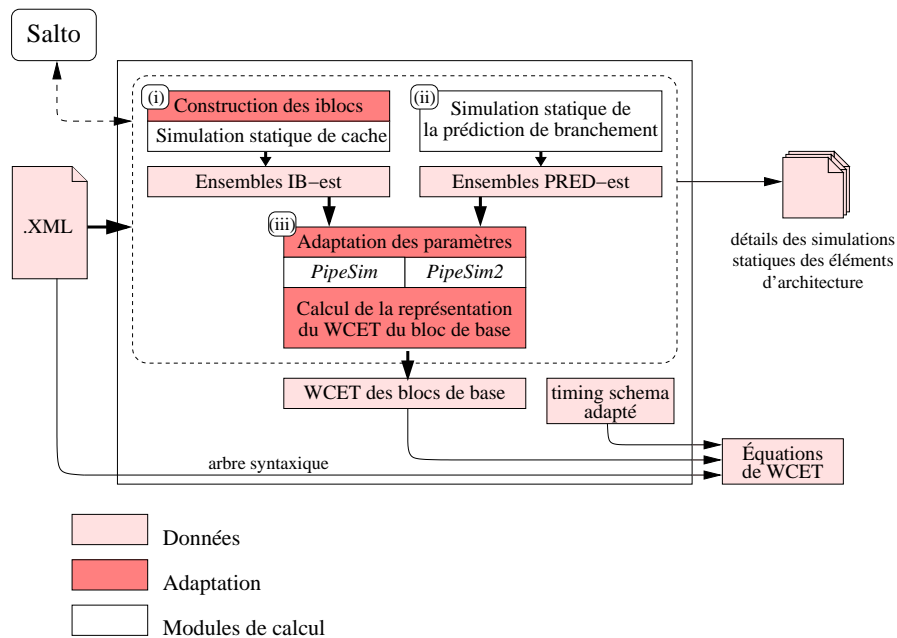 Salto
(i)
Construction des iblocs
Simulation statique de cache
(ii)
Simulation statique de
la prédiction de branchement
Ensembles IB−est
Ensembles PRED−est
.XML
(iii)
Adaptation des paramètres
PipeSim
PipeSim2
Calcul de la représentation
du WCET du bloc de base
détails des simulations
statiques des éléments
d'architecture
WCET des blocs de base
timing schema
adapté
arbre syntaxique
Équations
de WCET
Données
Adaptation
Modules de calcul